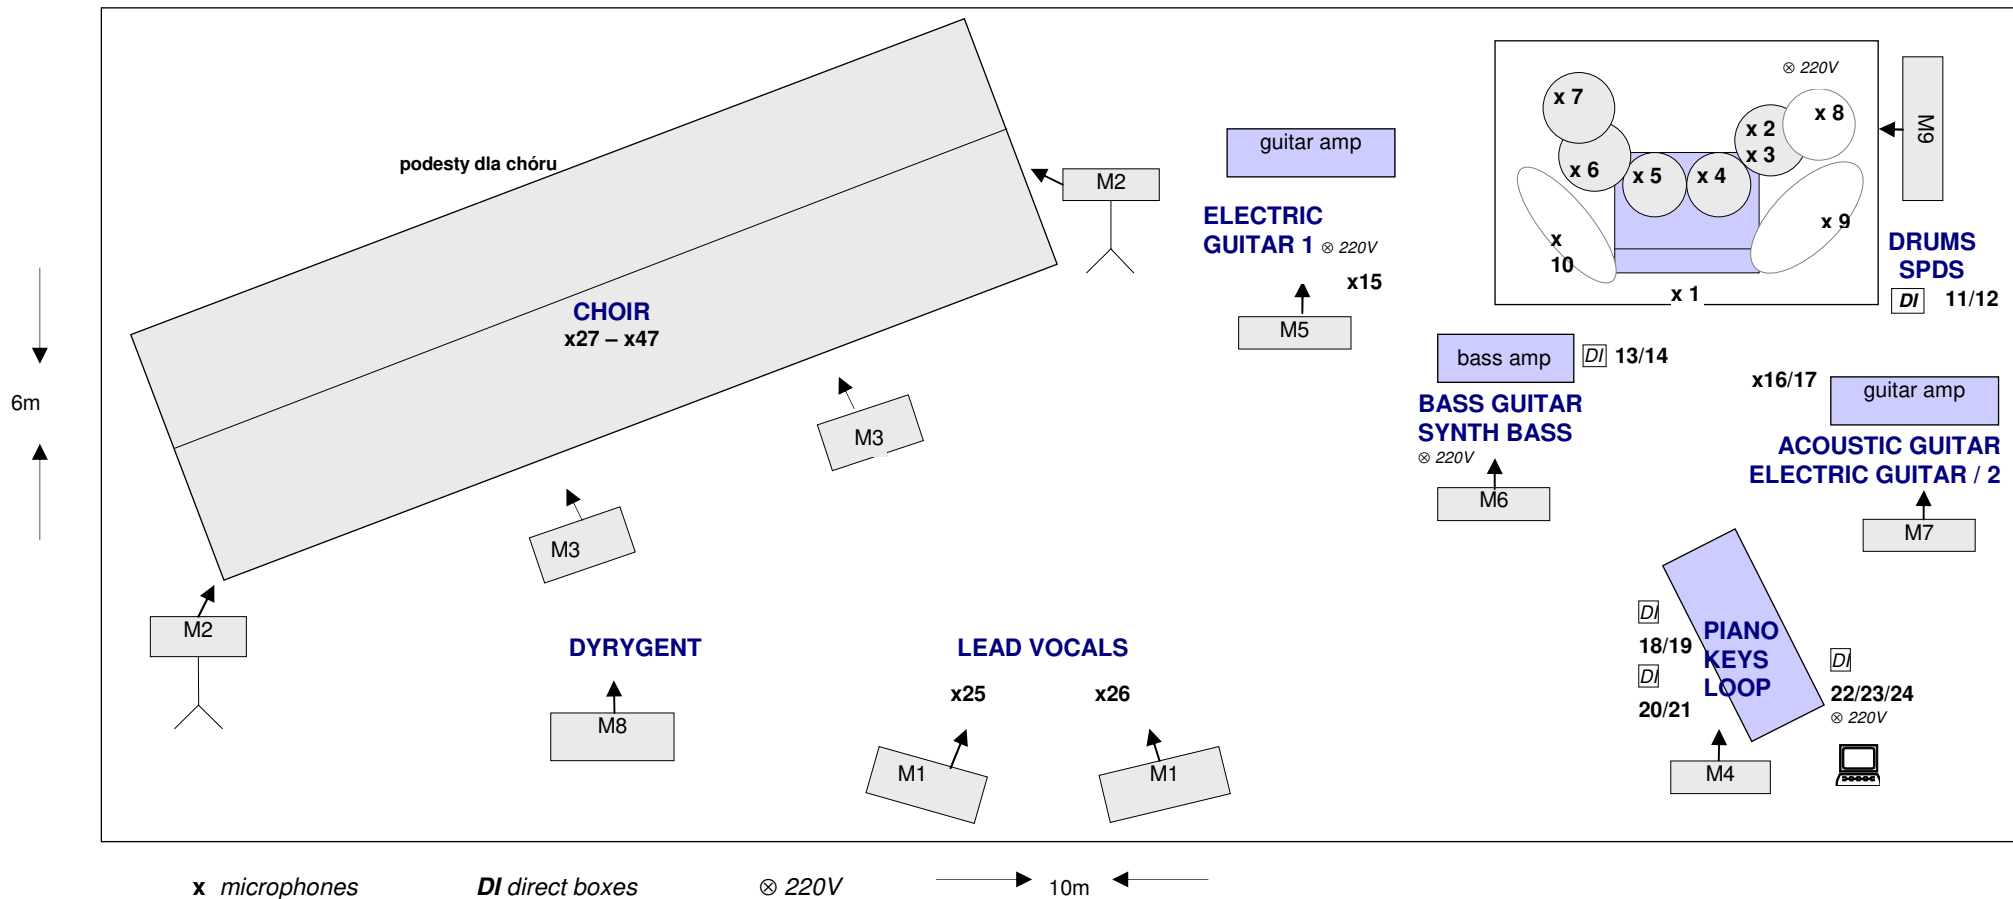 podesty dla chóru
CHOIR
x27 – x47
M2
M2
M3
M3
guitar amp
ELECTRIC
GUITAR 1 ⊗ 220V
x15
M5
⊗ 220V
x 7
x 6
x 5
x 4
x 2
x 3
x 8
x 9
x
10
x 1
M9
DRUMS
SPDS
DI 11/12
bass amp
DI 13/14
BASS GUITAR
SYNTH BASS
⊗ 220V
M6
x16/17
guitar amp
ACOUSTIC GUITAR
ELECTRIC GUITAR / 2
M7
6m
DYRYGENT
M8
LEAD VOCALS
x25
x26
M1
M1
DI
18/19
DI
20/21
PIANO
KEYS
LOOP
DI
22/23/24
⊗ 220V
M4
x microphones
DI direct boxes
⊗ 220V
10m